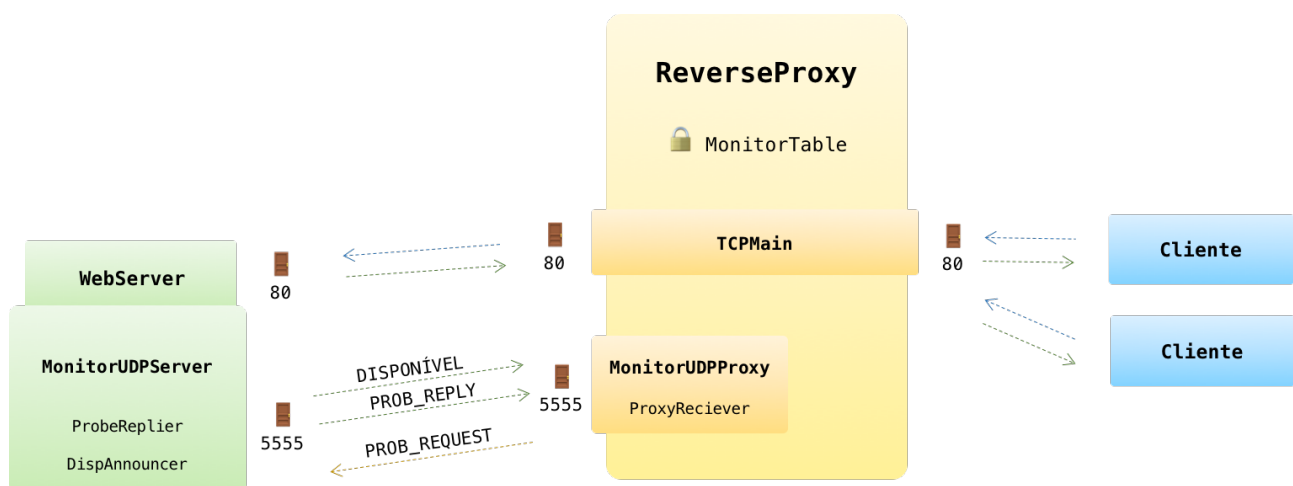 ReverseProxy
MonitorTable
TCPMain
80
80
80
WebServer
Cliente
Cliente
MonitorUDPServer
ProbeReplier
DispAnnouncer
5555
DISPONÍVEL
PROB_REPLY
PROB_REQUEST
5555
MonitorUDPProxy
ProxyReciever